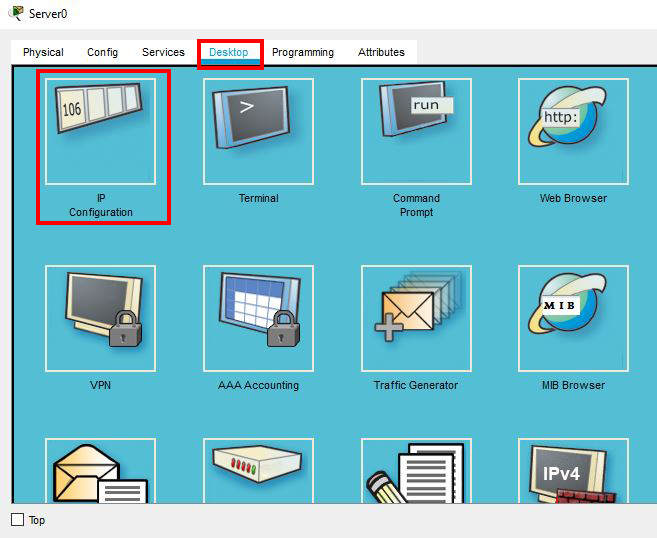 Server0
Physical Config Services Desktop Programming Attributes
106
>
run
http:
IP
Configuration
Terminal
Command
Prompt
Web Browser
MIB
VPN
AAA Accounting
Traffic Generator
MIB Browser
IPv4
Top